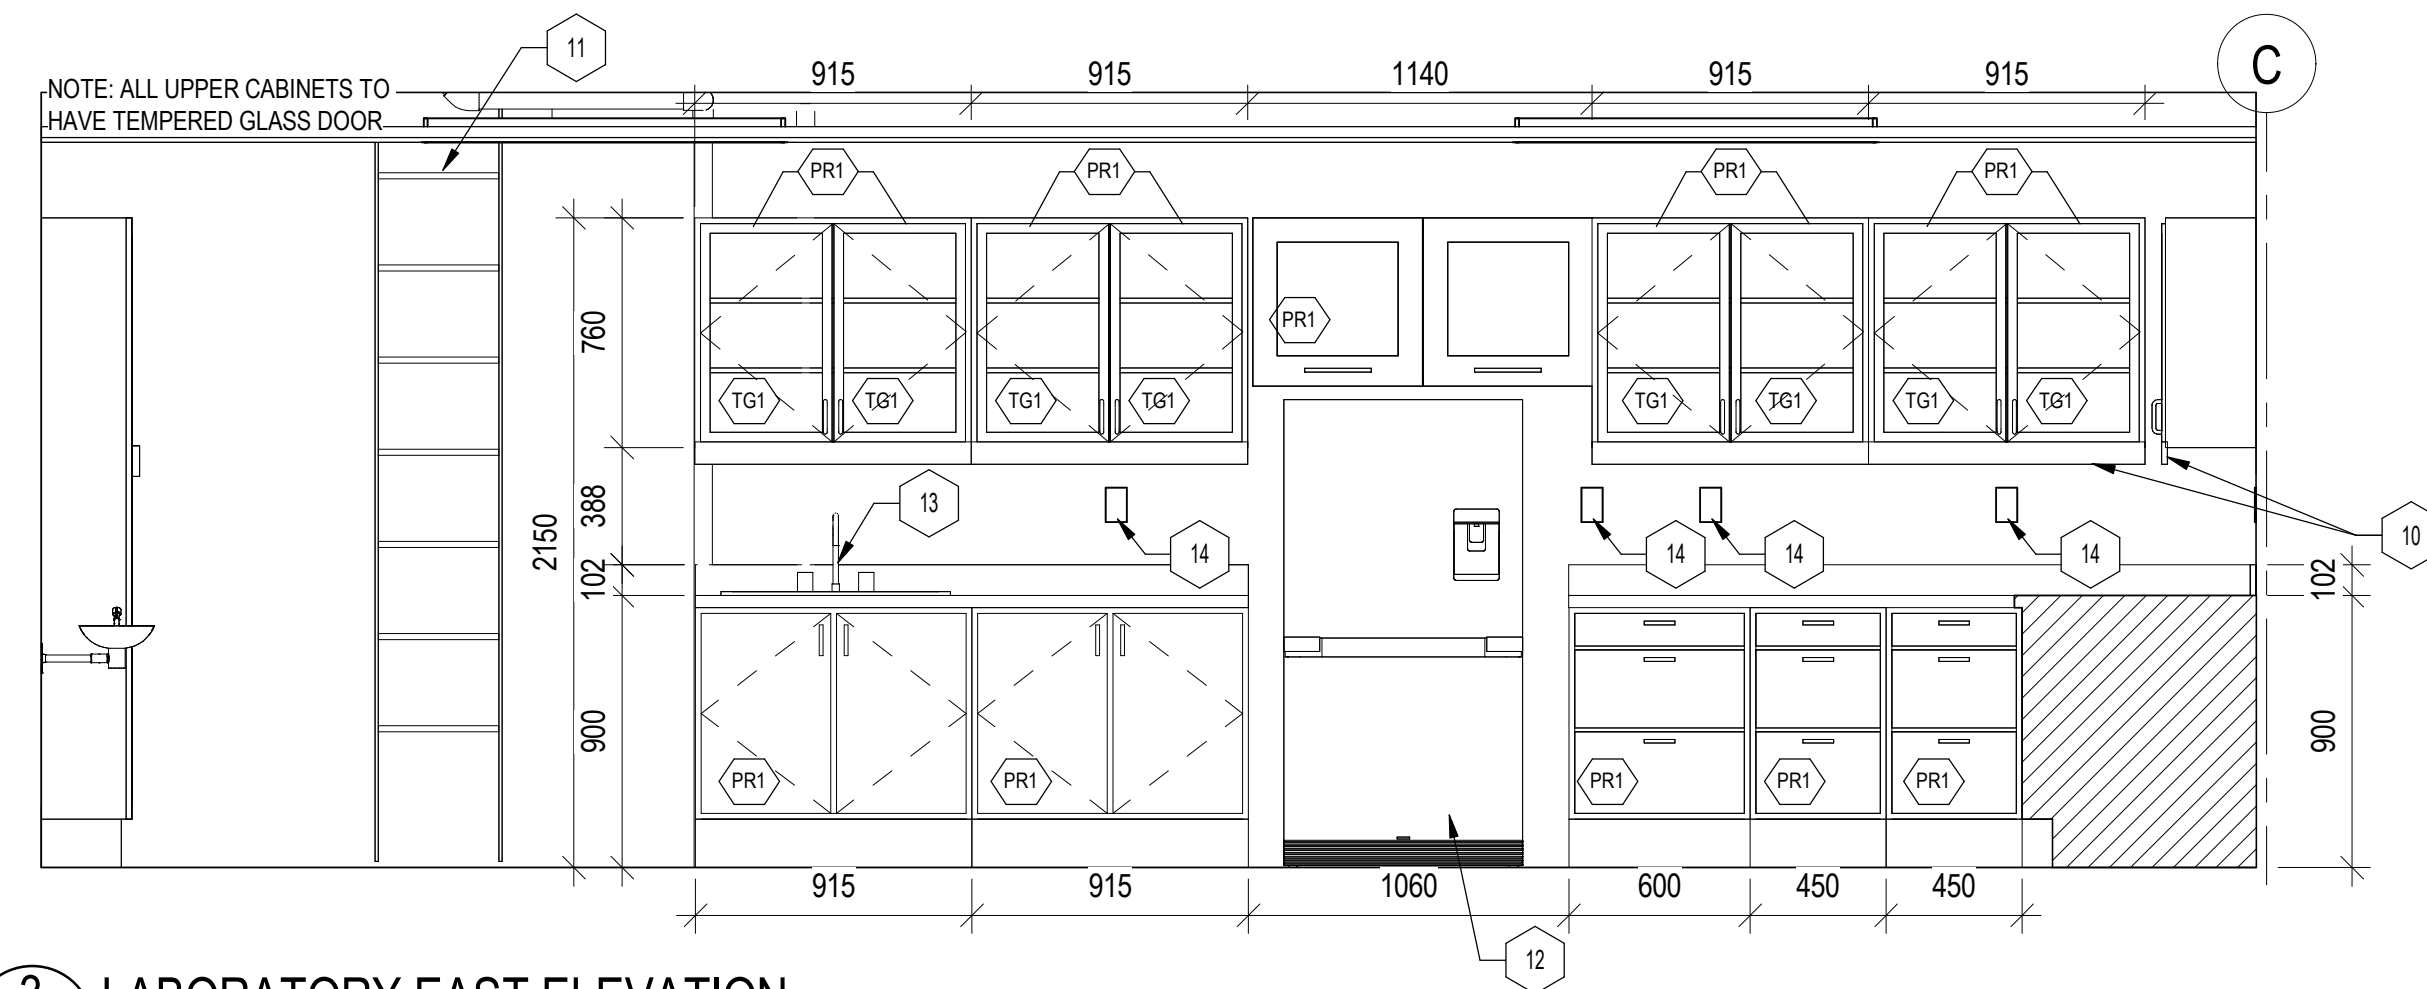 11
C
915 915 1140 915 915
NOTE: ALL UPPER CABINETS TO
HAVE TEMPERED GLASS DOOR
PR1 PR1 PR1 PR1
760
PR1
TG1 TG1 TG1 TG1 TG1 TG1 TG1 TG1
388
13
2150
14 14 14 14 10
102 102
900 900
PR1 PR1 PR1 PR1 PR1
915 915 1060 600 450 450
12
LABORATORY EAST ELEVATION